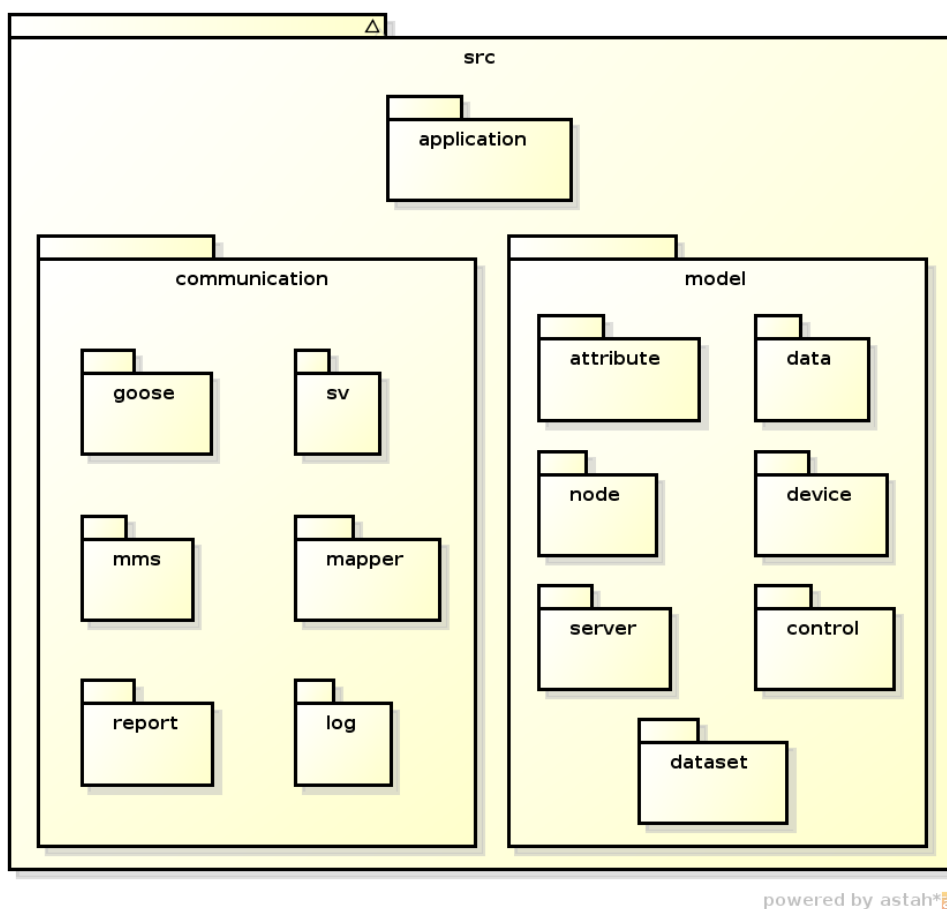 src
application
communication
model
attribute
data
goose
sv
node
device
mms
mapper
server
control
report
log
dataset
powered by astah*